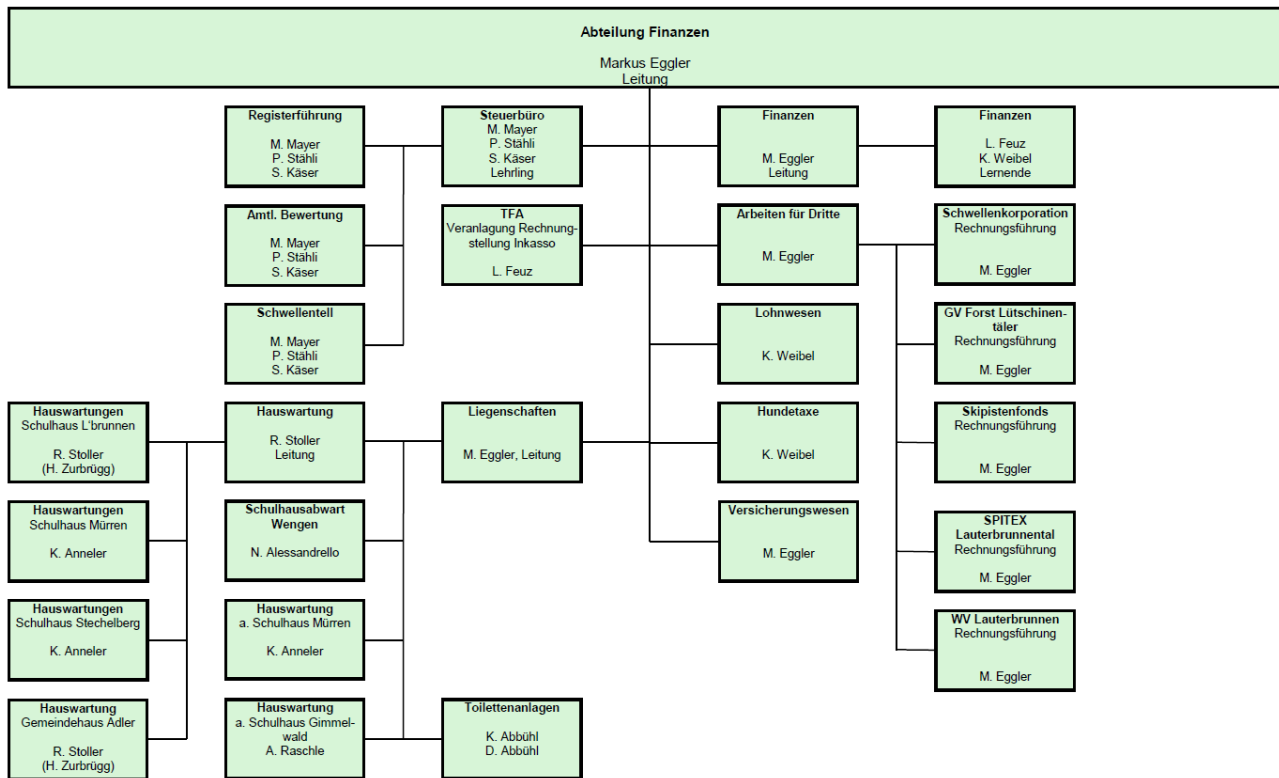 Abteilung Finanzen
Markus Eggler
Leitung
Registerführung
M. Mayer
P. Stähli
S. Käser
Steuerbüro
M. Mayer
P. Stähli
S. Käser
Lehrling
Finanzen
M. Eggler
Leitung
Finanzen
L. Feuz
K. Weibel
Lernende
Amtl. Bewertung
M. Mayer
P. Stähli
S. Käser
TFA
Veranlagung Rechnung-
stellung Inkasso
L. Feuz
Arbeiten für Dritte
M. Eggler
Schwellenkorporation
Rechnungsführung
M. Eggler
Schwellentell
M. Mayer
P. Stähli
S. Käser
Lohnwesen
K. Weibel
GV Forst Lütschinen-
täler
Rechnungsführung
M. Eggler
Hauswartungen
Schulhaus L'brunnen
R. Stoller
(H. Zurbrügg)
Hauswartung
R. Stoller
Leitung
Liegenschaften
M. Eggler, Leitung
Hundetaxe
K. Weibel
Skipistenfonds
Rechnungsführung
M. Eggler
Hauswartungen
Schulhaus Mürren
K. Anneler
Schulhausabwart
Wengen
N. Alessandrello
Versicherungswesen
M. Eggler
SPITEX
Lauterbrunnental
Rechnungsführung
M. Eggler
Hauswartungen
Schulhaus Stechelberg
K. Anneler
Hauswartung
a. Schulhaus Mürren
K. Anneler
WV Lauterbrunnen
Rechnungsführung
M. Eggler
Hauswartung
Gemeindehaus Adler
R. Stoller
(H. Zurbrügg)
Hauswartung
a. Schulhaus Gimmel-
wald
A. Raschle
Toilettenanlagen
K. Abbühl
D. Abbühl